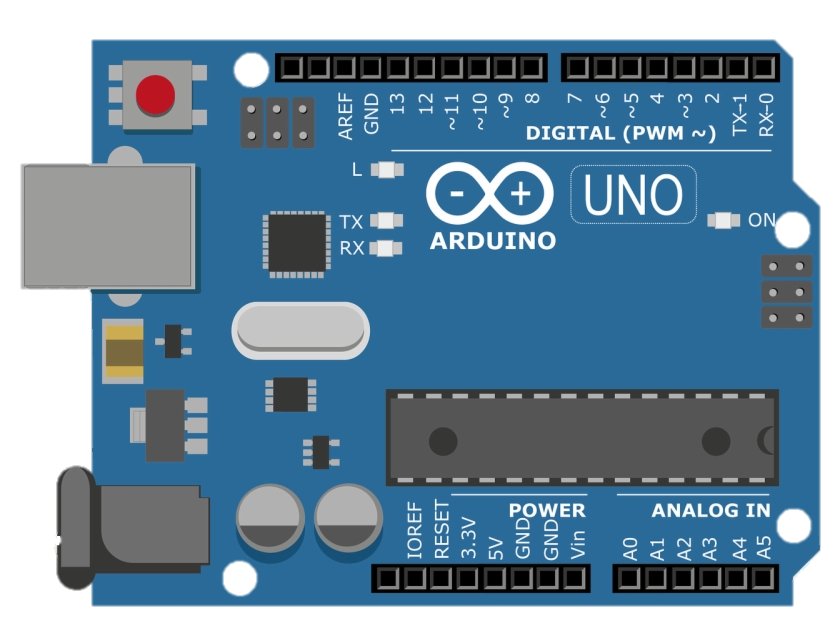 AREF
GND
13
12
~11
~10
~9
8
7
~6
~5
4
~3
2
TX-1
RX-0
DIGITAL (PWM ~)
L
TX
RX
- +
ARDUINO
UNO
ON
POWER
ANALOG IN
IOREF
RESET
3.3V
5V
GND
GND
Vin
A0
A1
A2
A3
A4
A5